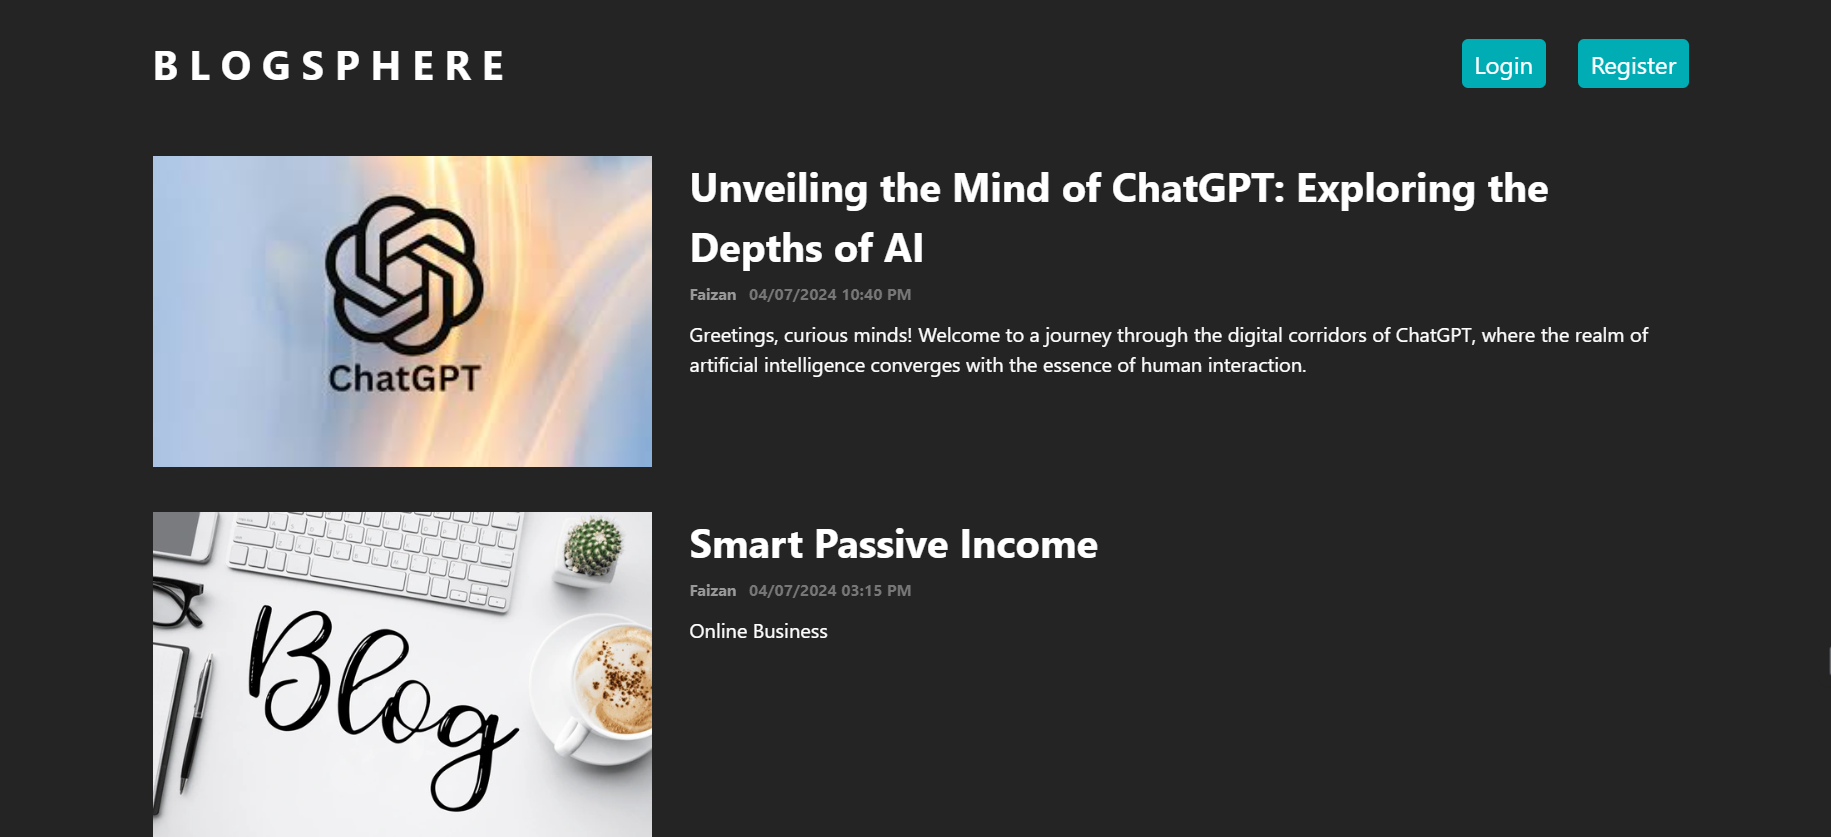 BLOGSPHERE
Login
Register
ChatGPT
Unveiling the Mind of ChatGPT: Exploring the
Depths of AI
Faizan 04/07/2024 10:40 PM
Greetings, curious minds! Welcome to a journey through the digital corridors of ChatGPT, where the realm of
artificial intelligence converges with the essence of human interaction.
Blog
Smart Passive Income
Faizan 04/07/2024 03:15 PM
Online Business